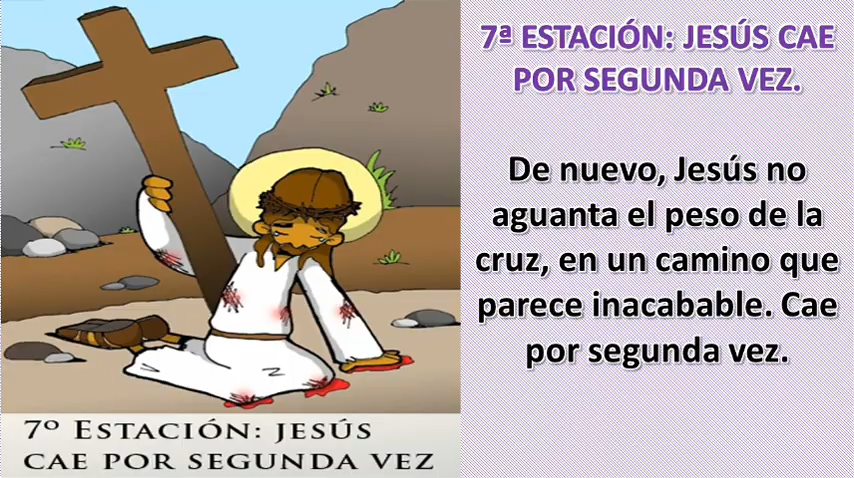 7ª ESTACIÓN: JESÚS CAE
POR SEGUNDA VEZ.
De nuevo, Jesús no
aguanta el peso de la
cruz, en un camino que
parece inacabable. Cae
por segunda vez.
7º ESTACIÓN: JESÚS
CAE POR SEGUNDA VEZ